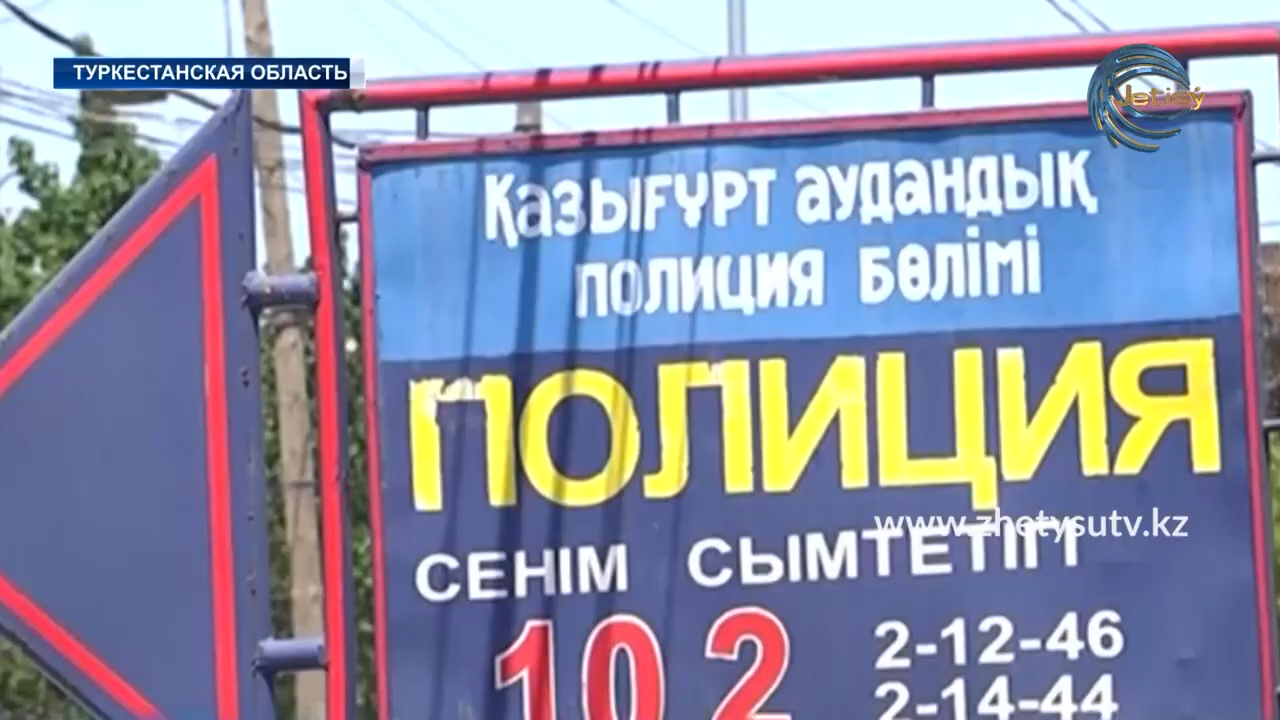 ТУРКЕСТАНСКАЯ ОБЛАСТЬ
Jetisý
ҚАЗЫҒҰРТ АУДАНДЫҚ
ПОЛИЦИЯ БӨЛІМІ
ПОЛИЦИЯ
www.zhetysutv.kz
СЕНІМ СЫМТЕТІГІ
102
2-12-46
2-14-44